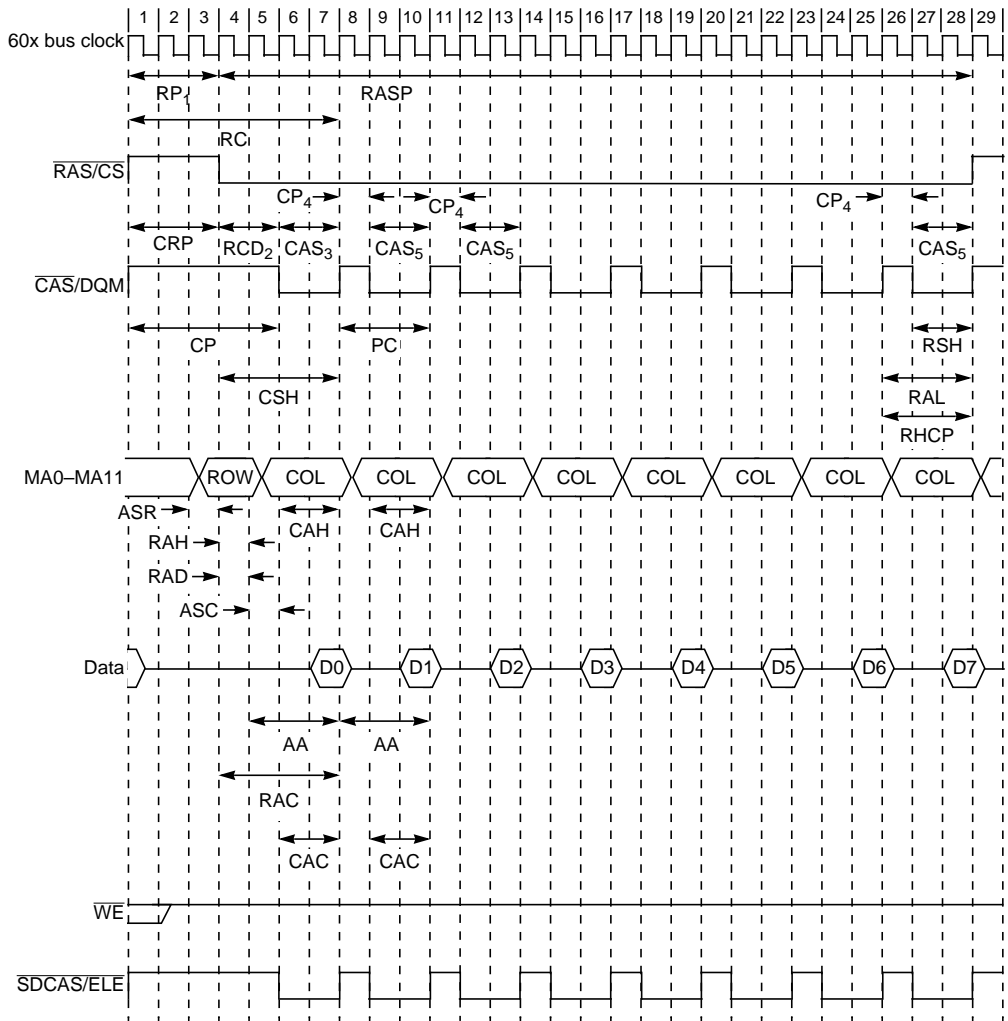 1 2 3 4 5 6 7 8 9 10 11 12 13 14 15 16 17 18 19 20 21 22 23 24 25 26 27 28 29
60x bus clock
RP1 RASP
RC
RAS/CS
CP4 CP4 CP4
CRP RCD2 CAS3 CAS5 CAS5 CAS5
CAS/DQM
CP PC RSH
CSH RAL
RHCP
MA0–MA11 ROW COL COL COL COL COL COL COL COL
ASR CAH CAH
RAH
RAD
ASC
Data D0 D1 D2 D3 D4 D5 D6 D7
AA AA
RAC
CAC CAC
WE
SDCAS/ELE